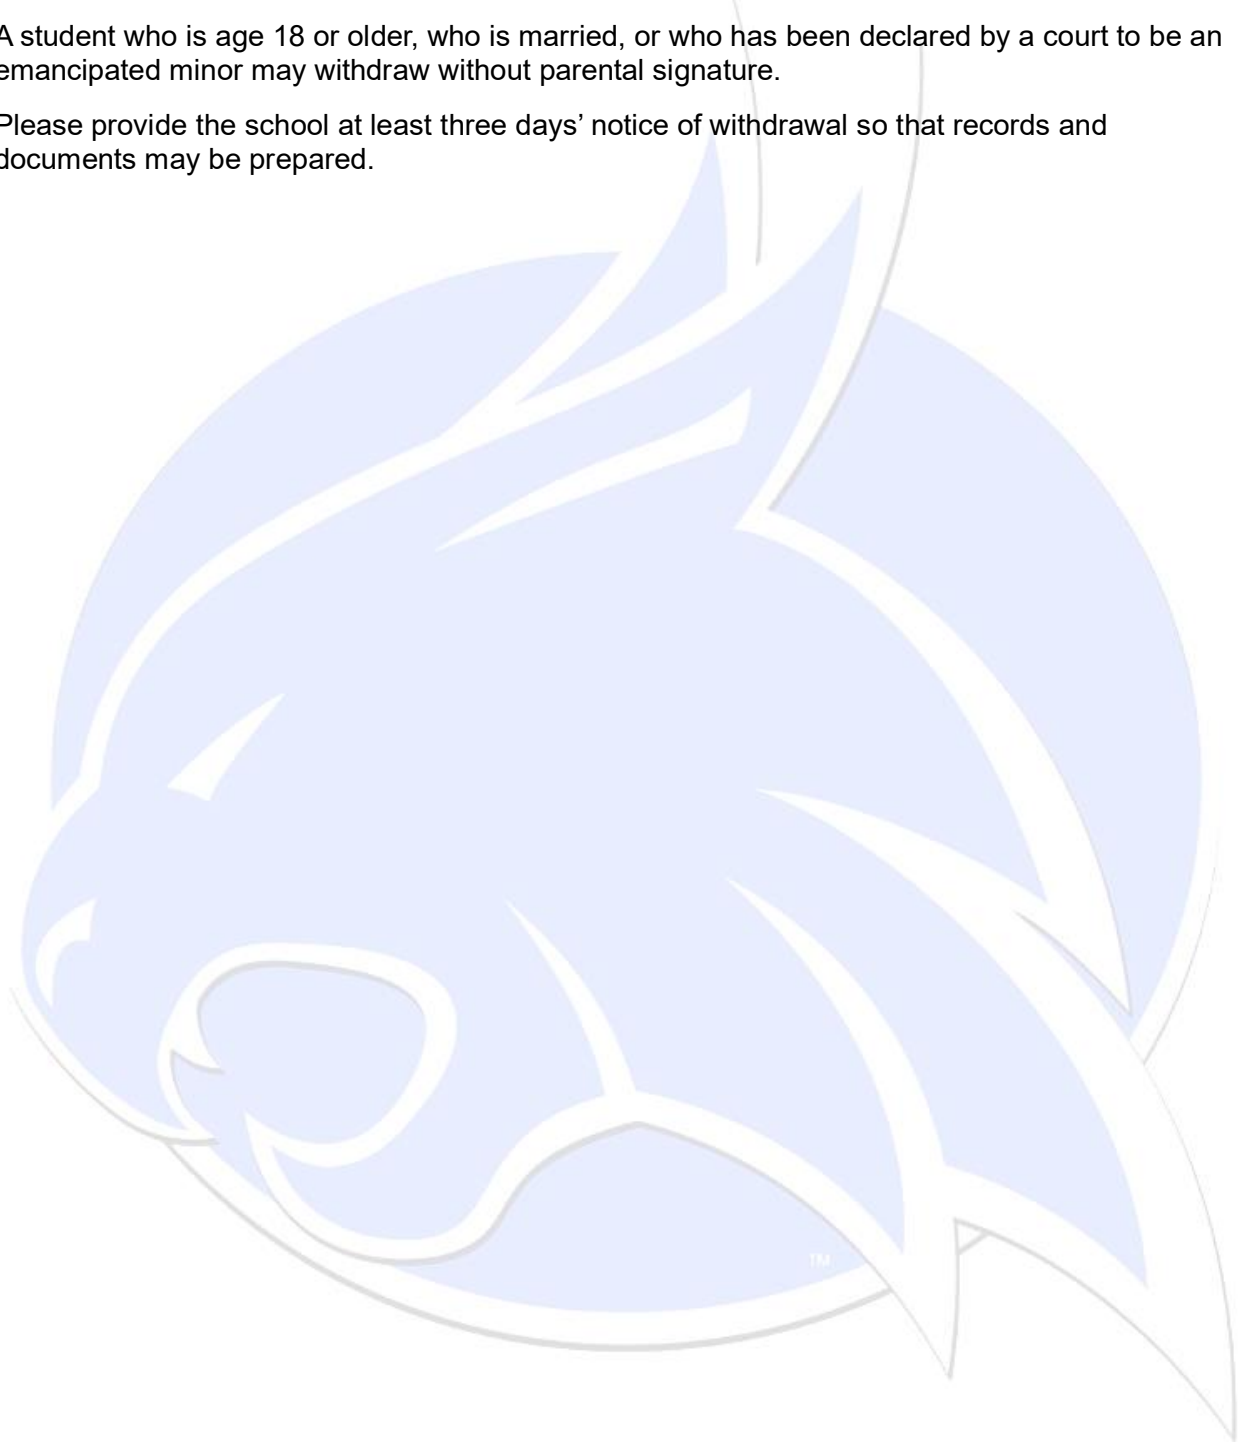 A student who is age 18 or older, who is married, or who has been declared by a court to be an
emancipated minor may withdraw without parental signature.
Please provide the school at least three days’ notice of withdrawal so that records and
documents may be prepared.
TM